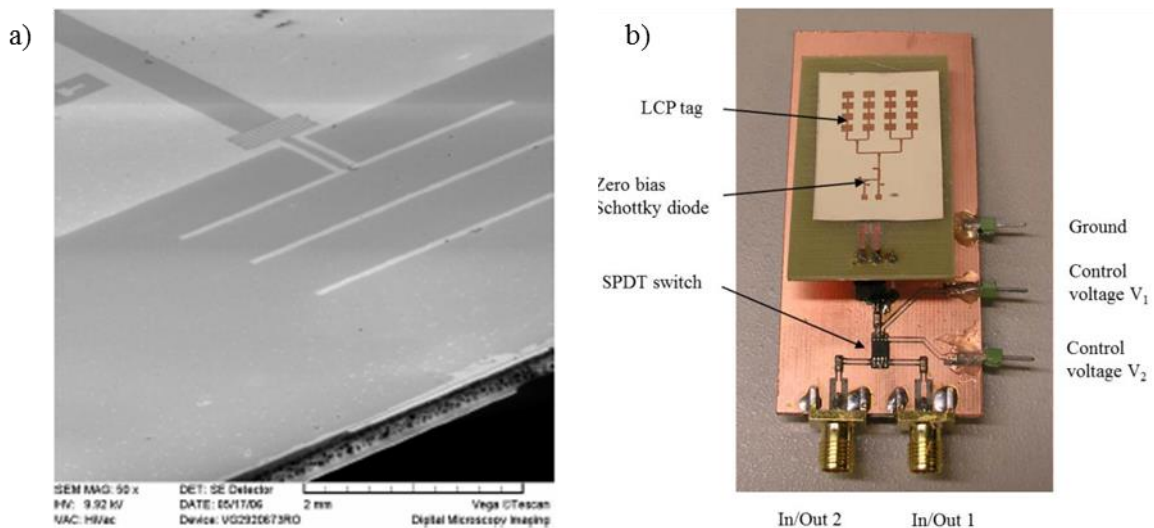 a)
SEM MAG: 50 x
DET: SE Detector
HV: 9.92 kV
DATE: 05/17/06
2 mm
Vega ©Tescan
VAC: HiVac
Device: VG2920673RO
Digital Microscopy Imaging
b)
LCP tag
Zero bias
Schottky diode
SPDT switch
Ground
Control
voltage V₁
Control
voltage V₂
In/Out 2
In/Out 1